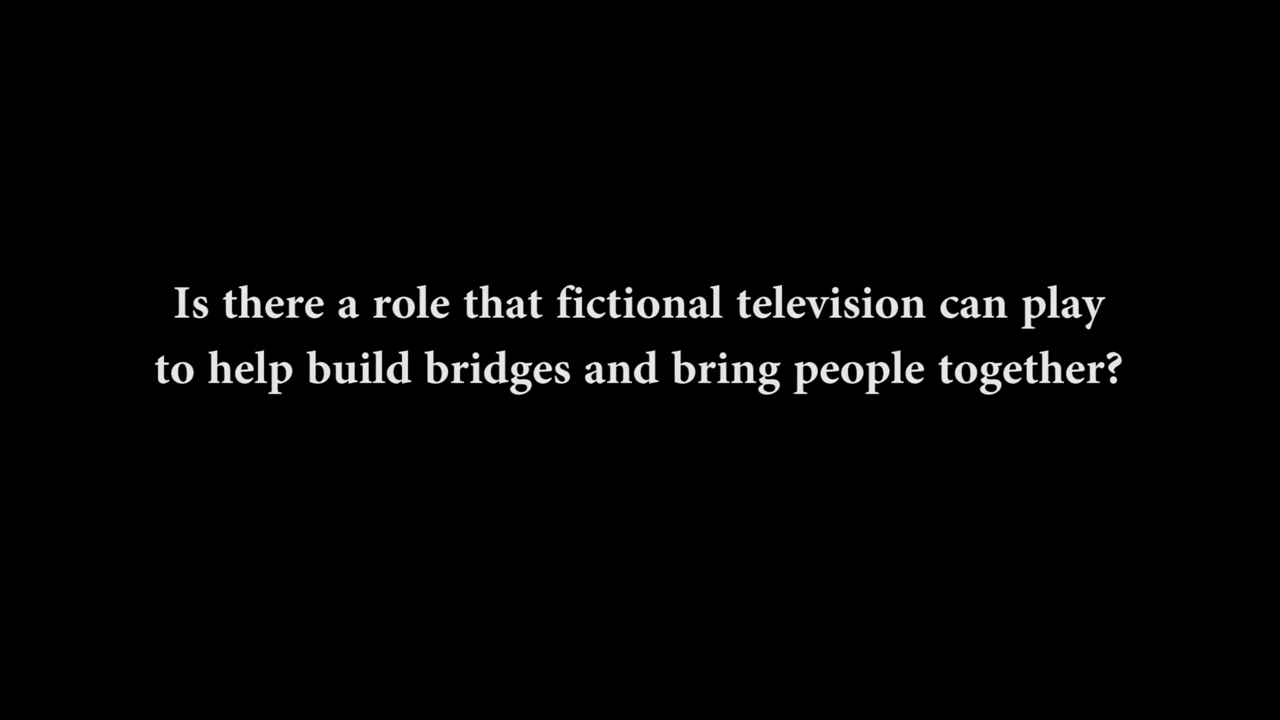 Is there a role that fictional television can play
to help build bridges and bring people together?